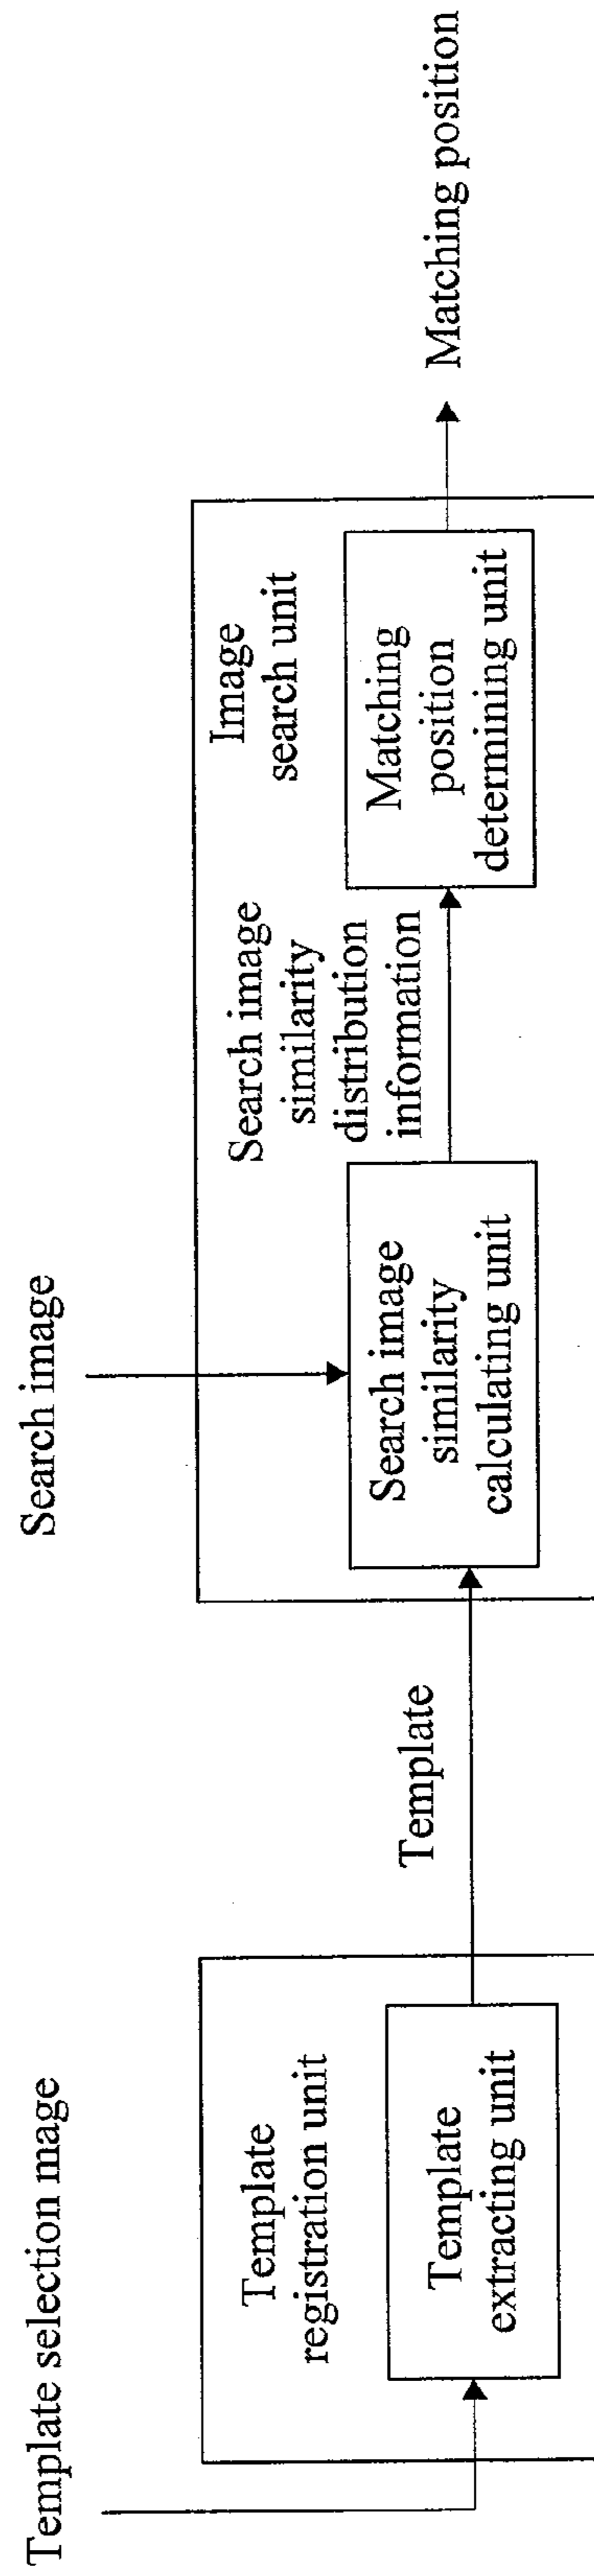 Template selection mage
Template
registration unit
Template
extracting unit
Template
Search image
Search image
similarity
calculating unit
Search image
similarity
distribution
information
Image
search unit
Matching
position
determining unit
Matching position